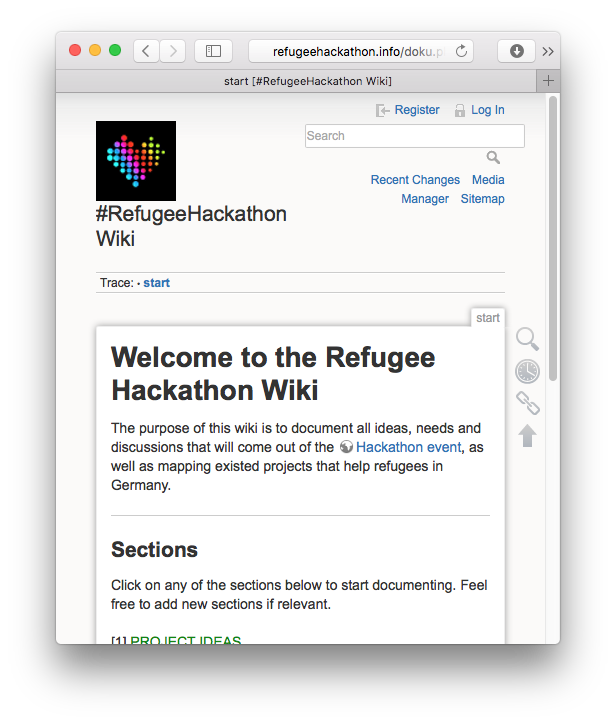 refugeehackathon.info/doku.p
start [#RefugeeHackathon Wiki]
Register Log In
Search
Recent Changes Media
Manager Sitemap
#RefugeeHackathon
Wiki
Trace: • start
start
Welcome to the Refugee
Hackathon Wiki
The purpose of this wiki is to document all ideas, needs and
discussions that will come out of the Hackathon event, as
well as mapping existed projects that help refugees in
Germany.
Sections
Click on any of the sections below to start documenting. Feel
free to add new sections if relevant.
[1] PROJECT IDEAS